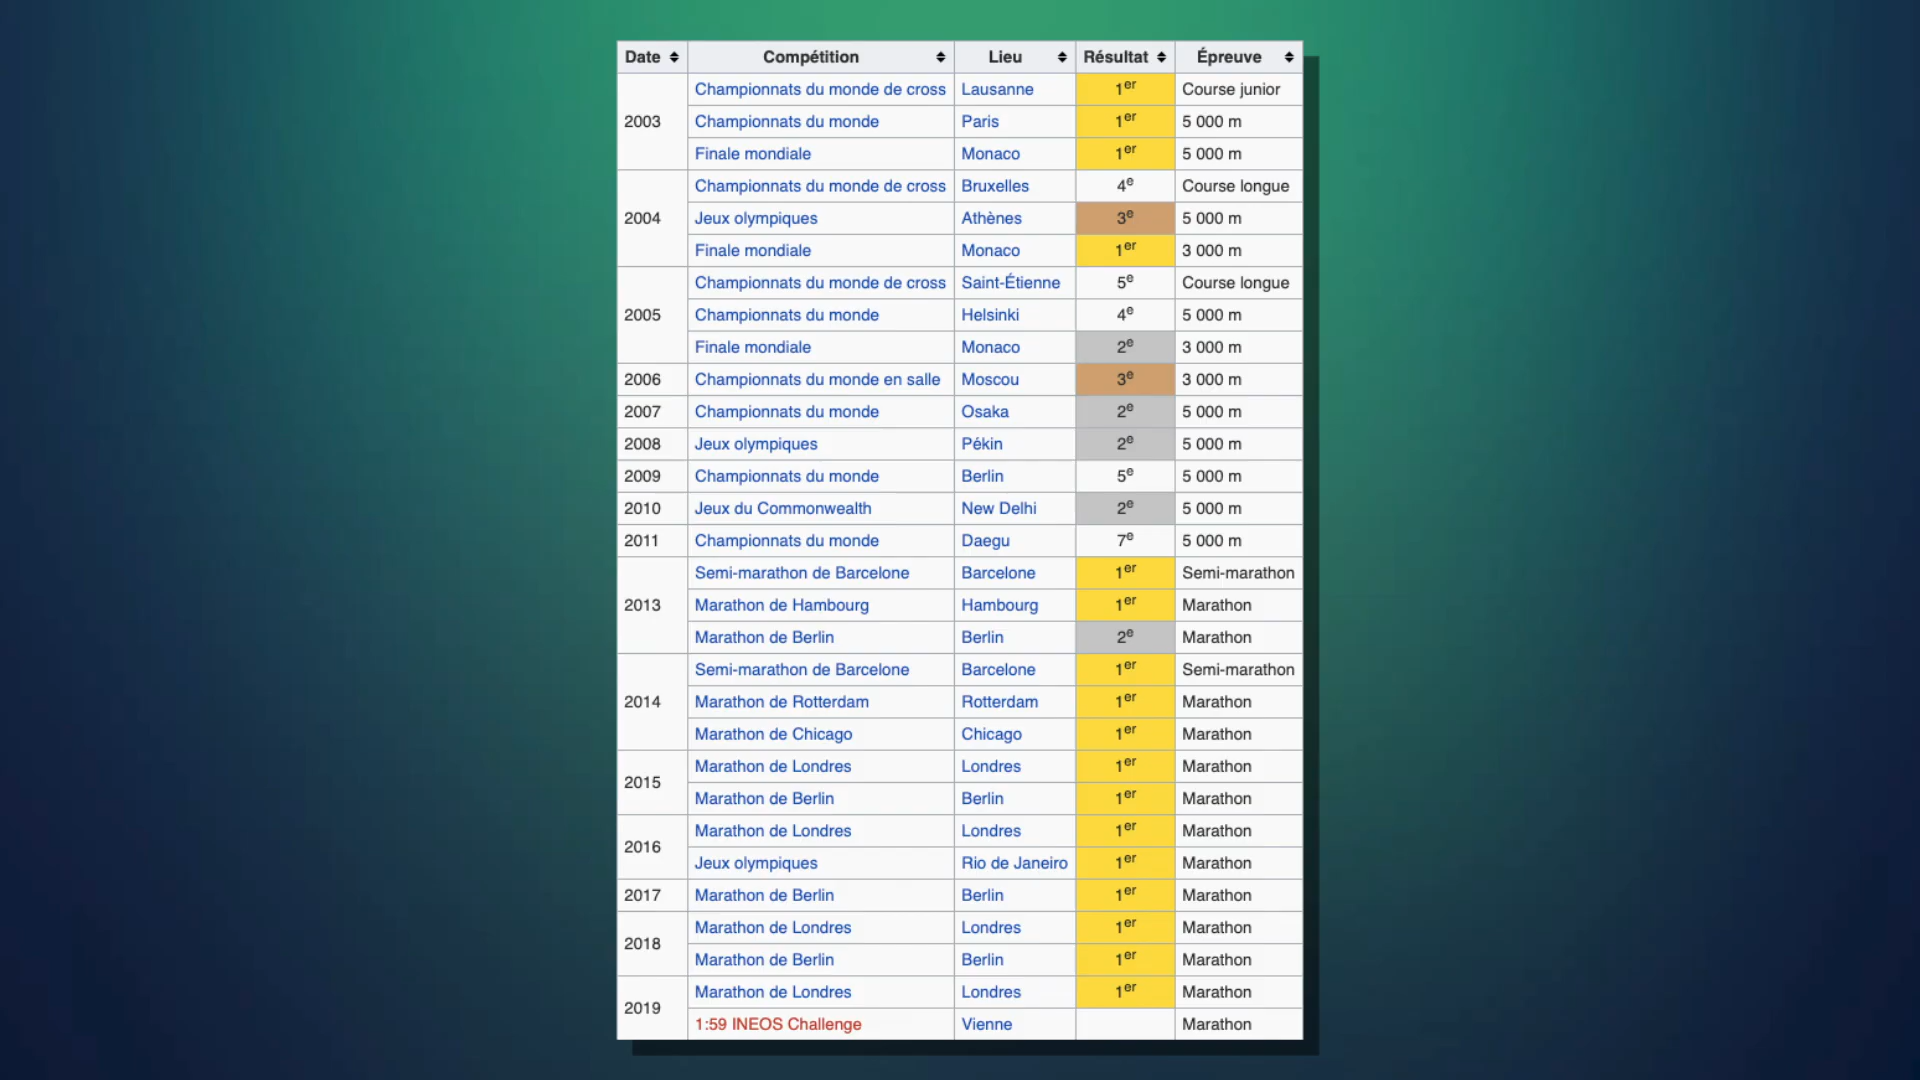 Date Compétition Lieu Résultat Épreuve
2003 Championnats du monde de cross Lausanne 1er Course junior
Championnats du monde Paris 1er 5 000 m
Finale mondiale Monaco 1er 5 000 m
2004 Championnats du monde de cross Bruxelles 4e Course longue
Jeux olympiques Athènes 3e 5 000 m
Finale mondiale Monaco 1er 3 000 m
2005 Championnats du monde de cross Saint-Étienne 5e Course longue
Championnats du monde Helsinki 4e 5 000 m
Finale mondiale Monaco 2e 3 000 m
2006 Championnats du monde en salle Moscou 3e 3 000 m
2007 Championnats du monde Osaka 2e 5 000 m
2008 Jeux olympiques Pékin 2e 5 000 m
2009 Championnats du monde Berlin 5e 5 000 m
2010 Jeux du Commonwealth New Delhi 2e 5 000 m
2011 Championnats du monde Daegu 7e 5 000 m
2013 Semi-marathon de Barcelone Barcelone 1er Semi-marathon
Marathon de Hambourg Hambourg 1er Marathon
Marathon de Berlin Berlin 2e Marathon
2014 Semi-marathon de Barcelone Barcelone 1er Semi-marathon
Marathon de Rotterdam Rotterdam 1er Marathon
Marathon de Chicago Chicago 1er Marathon
2015 Marathon de Londres Londres 1er Marathon
Marathon de Berlin Berlin 1er Marathon
2016 Marathon de Londres Londres 1er Marathon
Jeux olympiques Rio de Janeiro 1er Marathon
2017 Marathon de Berlin Berlin 1er Marathon
2018 Marathon de Londres Londres 1er Marathon
Marathon de Berlin Berlin 1er Marathon
2019 Marathon de Londres Londres 1er Marathon
1:59 INEOS Challenge Vienne Marathon